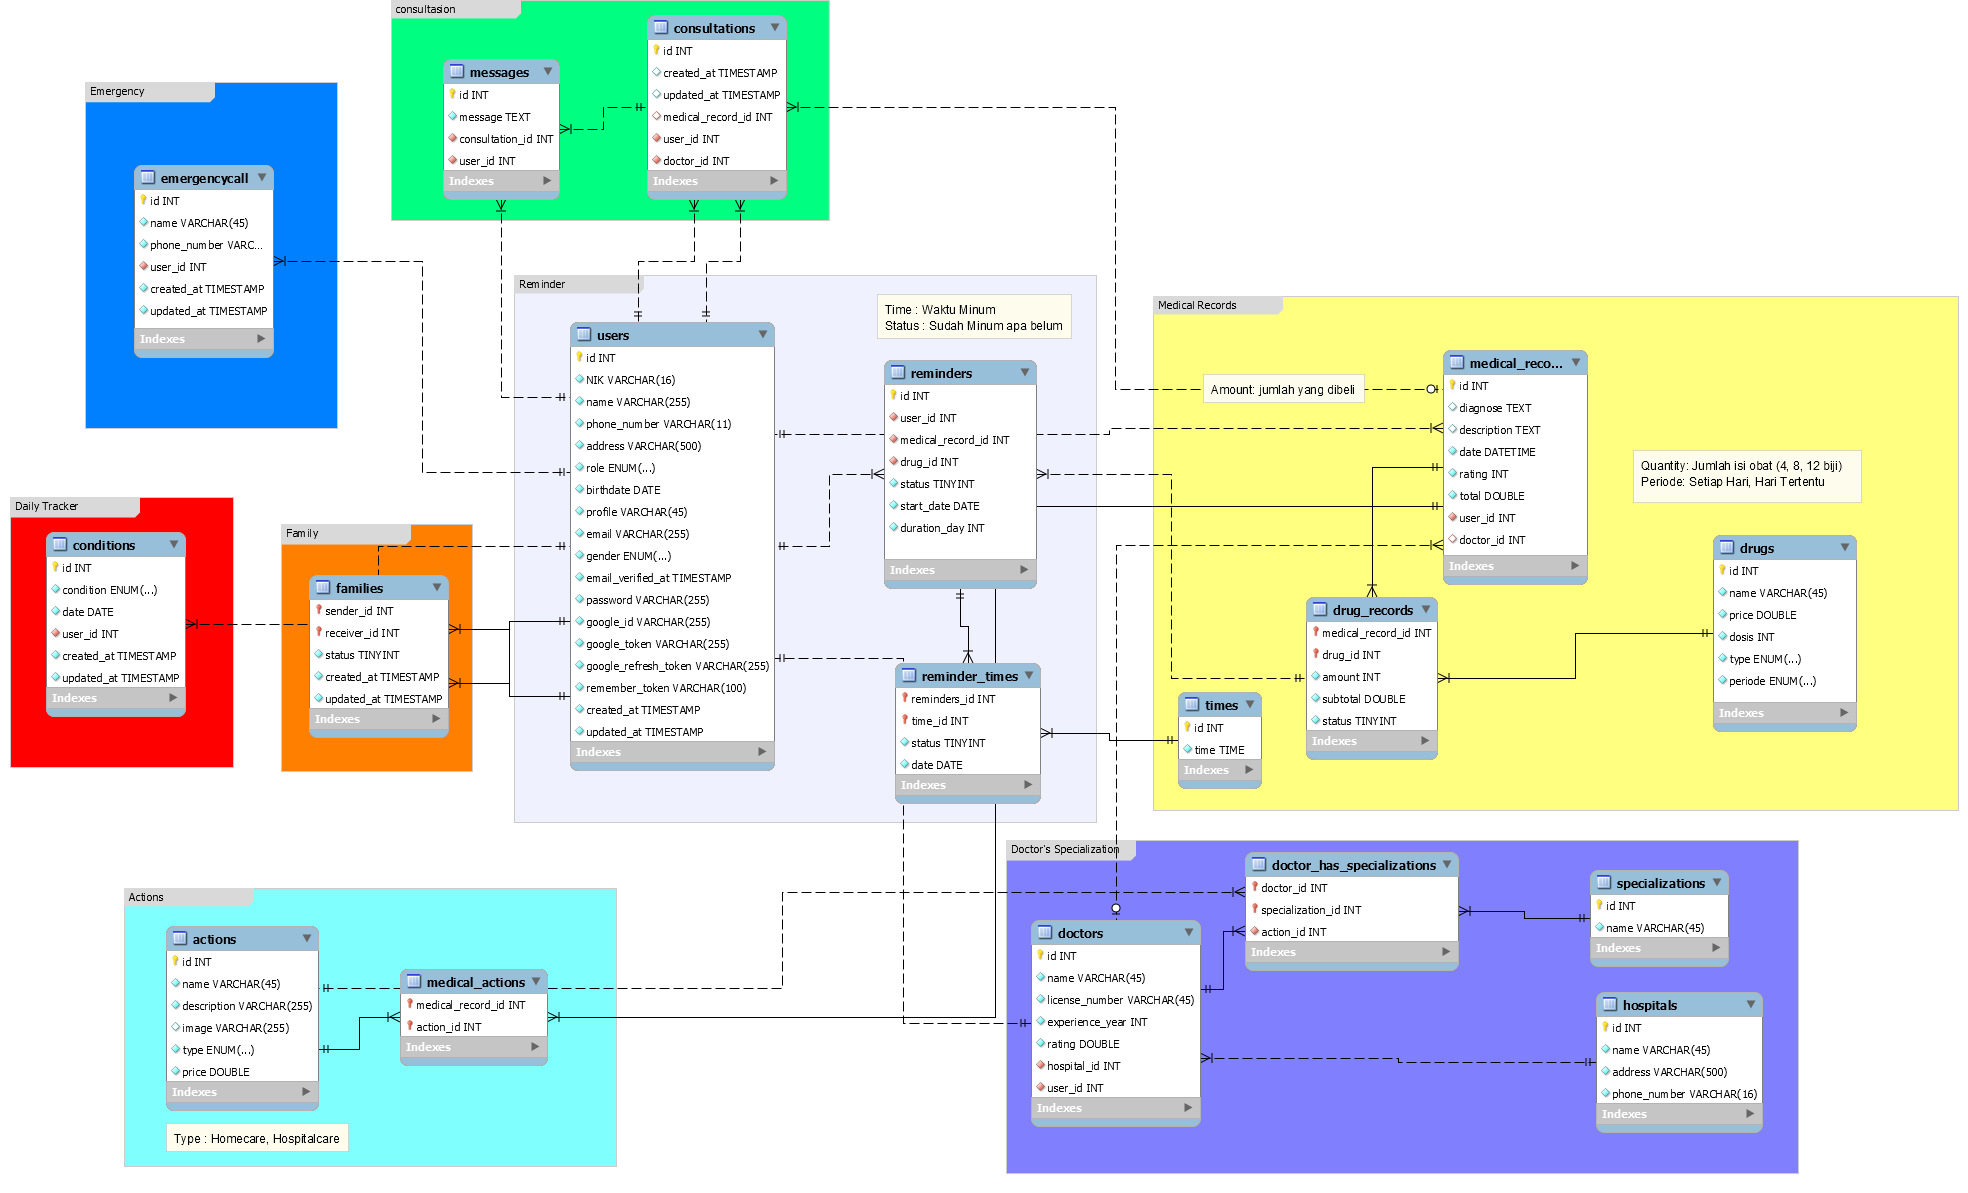 consultasion
consultations
id INT
created_at TIMESTAMP
updated_at TIMESTAMP
medical_record_id INT
user_id INT
doctor_id INT
Indexes
messages
id INT
message TEXT
consultation_id INT
user_id INT
Indexes
Emergency
emergencycall
id INT
name VARCHAR(45)
phone_number VARC...
user_id INT
created_at TIMESTAMP
updated_at TIMESTAMP
Indexes
Reminder
Time : Waktu Minum
Status : Sudah Minum apa belum
users
id INT
NIK VARCHAR(16)
name VARCHAR(255)
phone_number VARCHAR(11)
address VARCHAR(500)
role ENUM(...)
birthdate DATE
profile VARCHAR(45)
email VARCHAR(255)
gender ENUM(...)
email_verified_at TIMESTAMP
password VARCHAR(255)
google_id VARCHAR(255)
google_token VARCHAR(255)
google_refresh_token VARCHAR(255)
remember_token VARCHAR(100)
created_at TIMESTAMP
updated_at TIMESTAMP
Indexes
reminders
id INT
user_id INT
medical_record_id INT
drug_id INT
status TINYINT
start_date DATE
duration_day INT
Indexes
reminder_times
reminders_id INT
time_id INT
status TINYINT
date DATE
Indexes
Medical Records
Amount: jumlah yang dibeli
medical_reco...
id INT
diagnose TEXT
description TEXT
date DATETIME
rating INT
total DOUBLE
user_id INT
doctor_id INT
Indexes
Quantity: Jumlah isi obat (4, 8, 12 biji)
Periode: Setiap Hari, Hari Tertentu
drugs
id INT
name VARCHAR(45)
price DOUBLE
dosis INT
type ENUM(...)
periode ENUM(...)
Indexes
drug_records
medical_record_id INT
drug_id INT
amount INT
subtotal DOUBLE
status TINYINT
Indexes
times
id INT
time TIME
Indexes
Daily Tracker
conditions
id INT
condition ENUM(...)
date DATE
user_id INT
created_at TIMESTAMP
updated_at TIMESTAMP
Indexes
Family
families
sender_id INT
receiver_id INT
status TINYINT
created_at TIMESTAMP
updated_at TIMESTAMP
Indexes
Actions
actions
id INT
name VARCHAR(45)
description VARCHAR(255)
image VARCHAR(255)
type ENUM(...)
price DOUBLE
Indexes
medical_actions
medical_record_id INT
action_id INT
Indexes
Type : Homecare, Hospitalcare
Doctor's Specialization
doctors
id INT
name VARCHAR(45)
license_number VARCHAR(45)
experience_year INT
rating DOUBLE
hospital_id INT
user_id INT
Indexes
doctor_has_specializations
doctor_id INT
specialization_id INT
action_id INT
Indexes
specializations
id INT
name VARCHAR(45)
Indexes
hospitals
id INT
name VARCHAR(45)
address VARCHAR(500)
phone_number VARCHAR(16)
Indexes